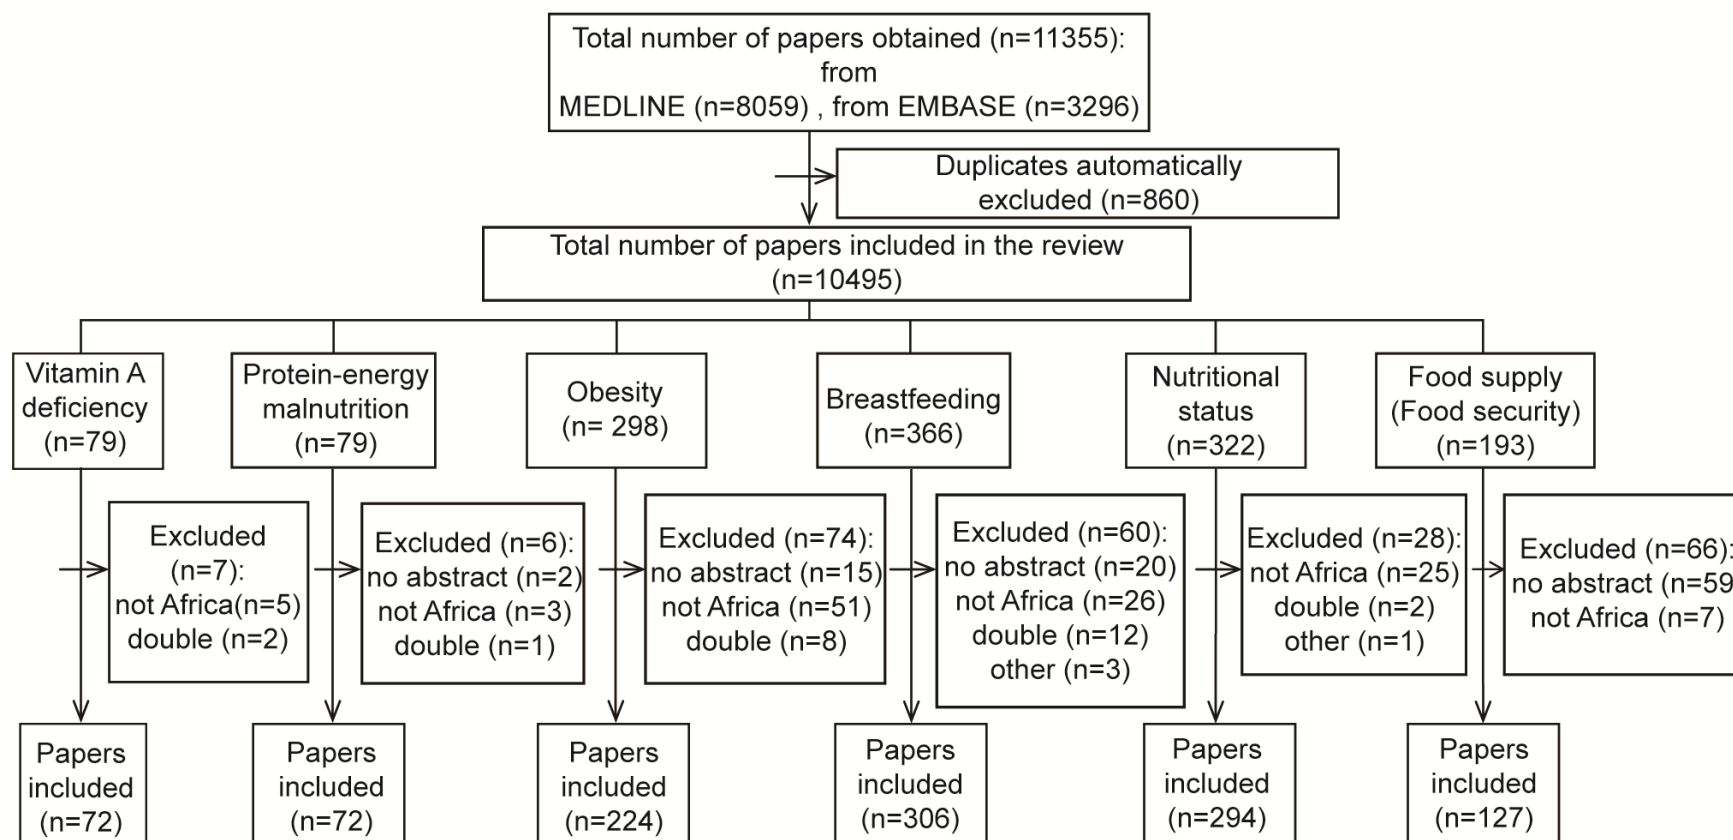 Total number of papers obtained (n=11355):
from
MEDLINE (n=8059) , from EMBASE (n=3296)
Duplicates automatically
excluded (n=860)
Total number of papers included in the review
(n=10495)
Vitamin A
deficiency
(n=79)
Protein-energy
malnutrition
(n=79)
Obesity
(n= 298)
Breastfeeding
(n=366)
Nutritional
status
(n=322)
Food supply
(Food security)
(n=193)
Excluded
(n=7):
not Africa(n=5)
double (n=2)
Excluded (n=6):
no abstract (n=2)
not Africa (n=3)
double (n=1)
Excluded (n=74):
no abstract (n=15)
not Africa (n=51)
double (n=8)
Excluded (n=60):
no abstract (n=20)
not Africa (n=26)
double (n=12)
other (n=3)
Excluded (n=28):
not Africa (n=25)
double (n=2)
other (n=1)
Excluded (n=66):
no abstract (n=59
not Africa (n=7)
Papers
included
(n=72)
Papers
included
(n=72)
Papers
included
(n=224)
Papers
included
(n=306)
Papers
included
(n=294)
Papers
included
(n=127)